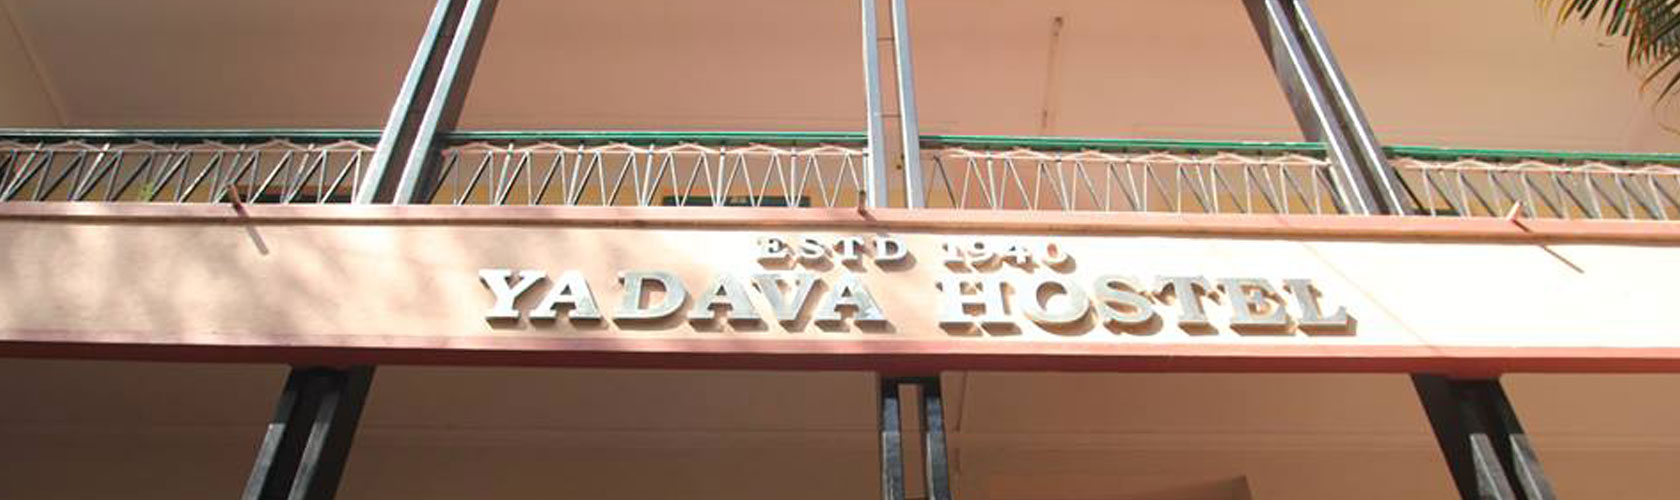 ESTD 1940
YADAVA HOSTEL